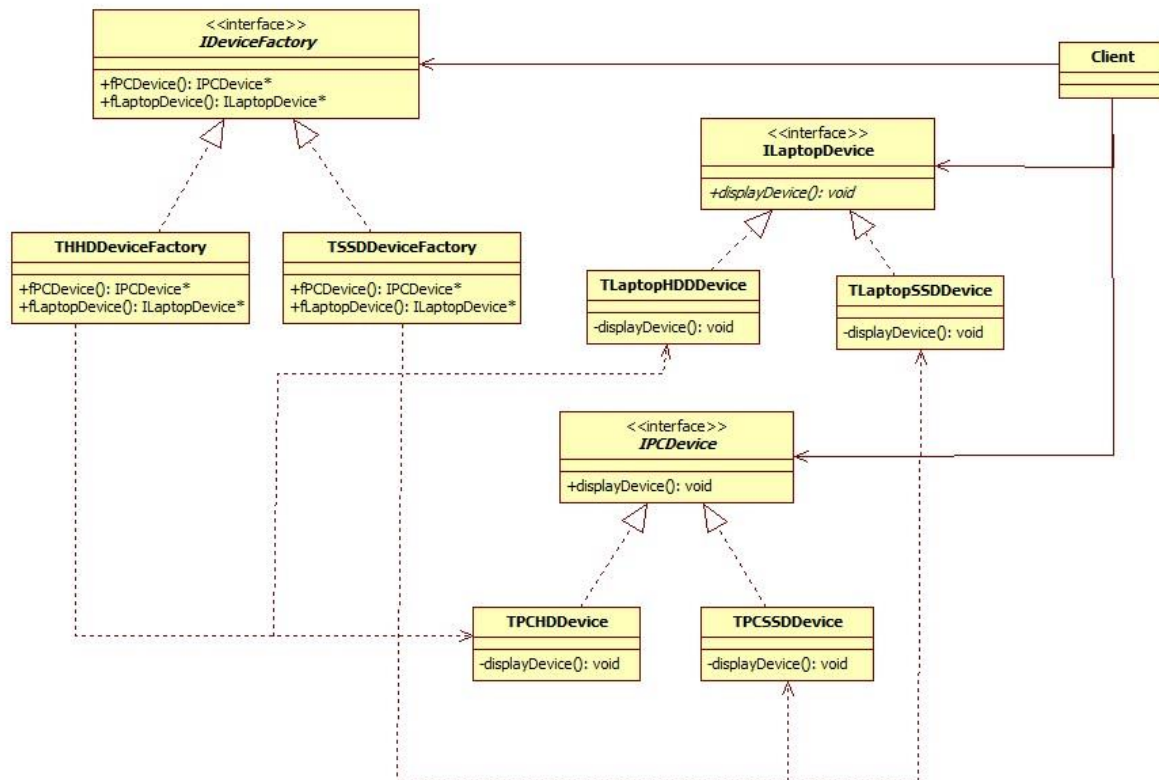 <<interface>>
IDeviceFactory
+fPCDevice(): IPCDevice*
+fLaptopDevice(): ILaptopDevice*
Client
<<interface>>
ILaptopDevice
+displayDevice(): void
THHDDeviceFactory
+fPCDevice(): IPCDevice*
+fLaptopDevice(): ILaptopDevice*
TSSDDeviceFactory
+fPCDevice(): IPCDevice*
+fLaptopDevice(): ILaptopDevice*
TLaptopHDDDevice
-displayDevice(): void
TLaptopSSDDevice
-displayDevice(): void
<<interface>>
IPCDevice
+displayDevice(): void
TPCHDDevice
-displayDevice(): void
TPCSSDDevice
-displayDevice(): void